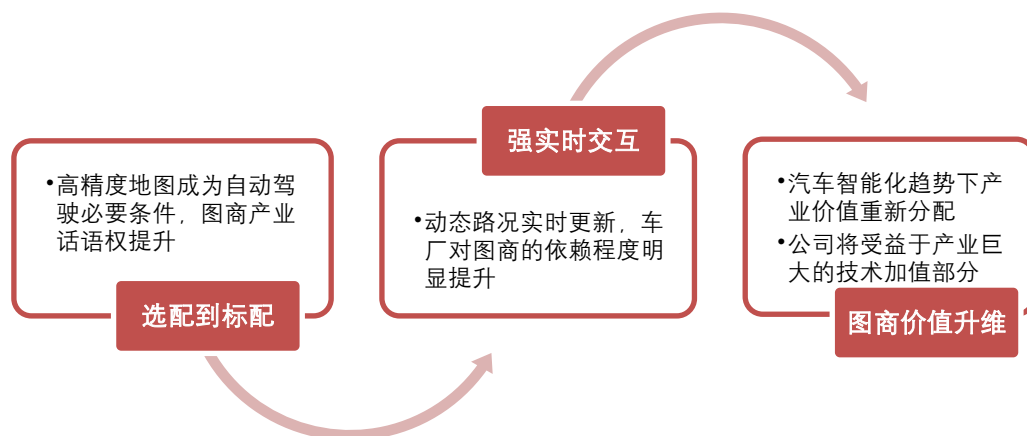 •高精度地图成为自动驾
驶必要条件，图商产业
话语权提升
选配到标配
强实时交互
•动态路况实时更新，车
厂对图商的依赖程度明
显提升
•汽车智能化趋势下产
业价值重新分配
•公司将受益于产业巨
大的技术加值部分
图商价值升维